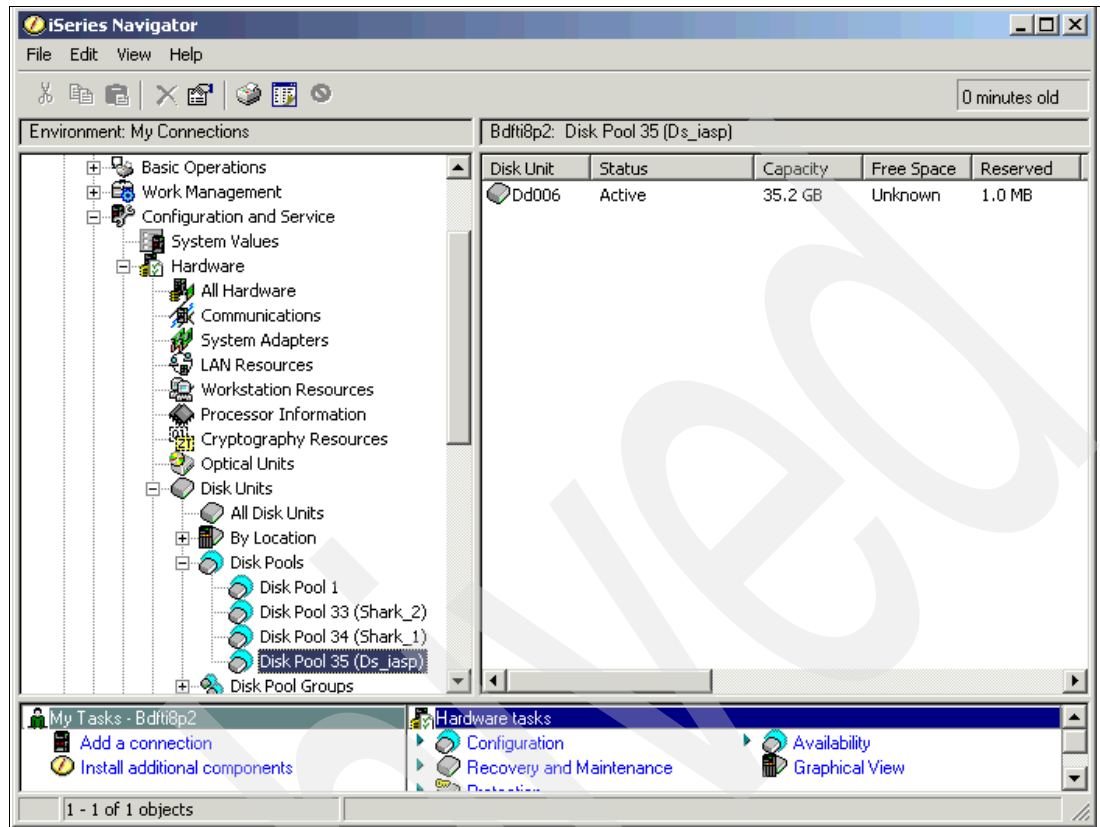 iSeries Navigator
File Edit View Help
0 minutes old
Environment: My Connections
Bdfti8p2: Disk Pool 35 (Ds_iasp)
Basic Operations
Work Management
Configuration and Service
System Values
Hardware
All Hardware
Communications
System Adapters
LAN Resources
Workstation Resources
Processor Information
Cryptography Resources
Optical Units
Disk Units
All Disk Units
By Location
Disk Pools
Disk Pool 1
Disk Pool 33 (Shark_2)
Disk Pool 34 (Shark_1)
Disk Pool 35 (Ds_iasp)
Disk Pool Groups
Disk Unit Status Capacity Free Space Reserved
Dd006 Active 35.2 GB Unknown 1.0 MB
My Tasks - Bdfti8p2
Add a connection
Install additional components
Hardware tasks
Configuration
Recovery and Maintenance
Availability
Graphical View
1 - 1 of 1 objects